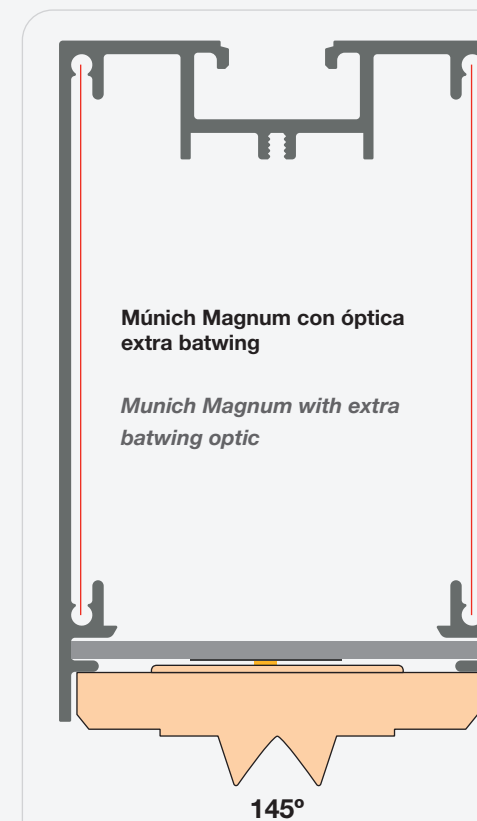 Múnich Magnum con óptica
extra batwing
Munich Magnum with extra
batwing optic
145º